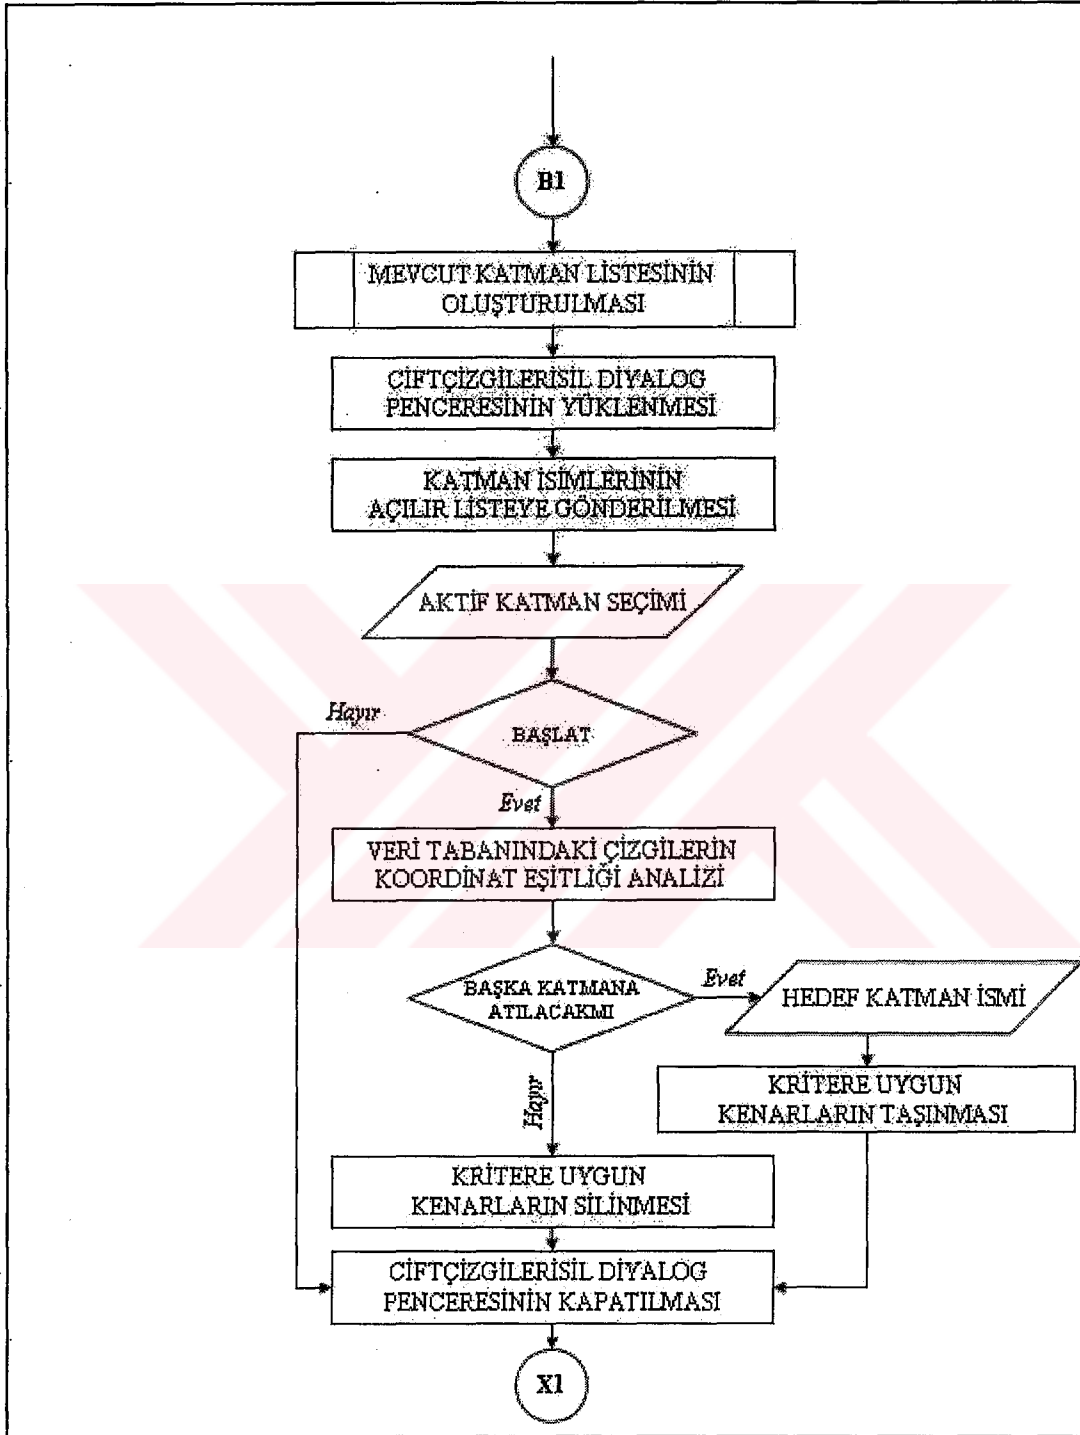 B1
MEVCUT KATMAN LİSTESİNİN
OLUŞTURULMASI
CİFTÇİZGİLERİSİL DİYALOG
PENCERESİNİN YÜKLENMESİ
KATMAN İSİMLERİNİN
AÇILIR LİSTEYE GÖNDERİLMESİ
AKTİF KATMAN SEÇİMİ
Hayır
BAŞLAT
Evet
VERİ TABANINDAKİ ÇİZGİLERİN
KOORDİNAT EŞİTLİĞİ ANALİZİ
BAŞKA KATMANA
ATILACAKMI
Evet
HEDEF KATMAN İSMİ
KRİTERE UYGUN
KENARLARIN TAŞINMASI
Hayır
KRİTERE UYGUN
KENARLARIN SİLİNMESİ
CİFTÇİZGİLERİSİL DİYALOG
PENCERESİNİN KAPATILMASI
X1